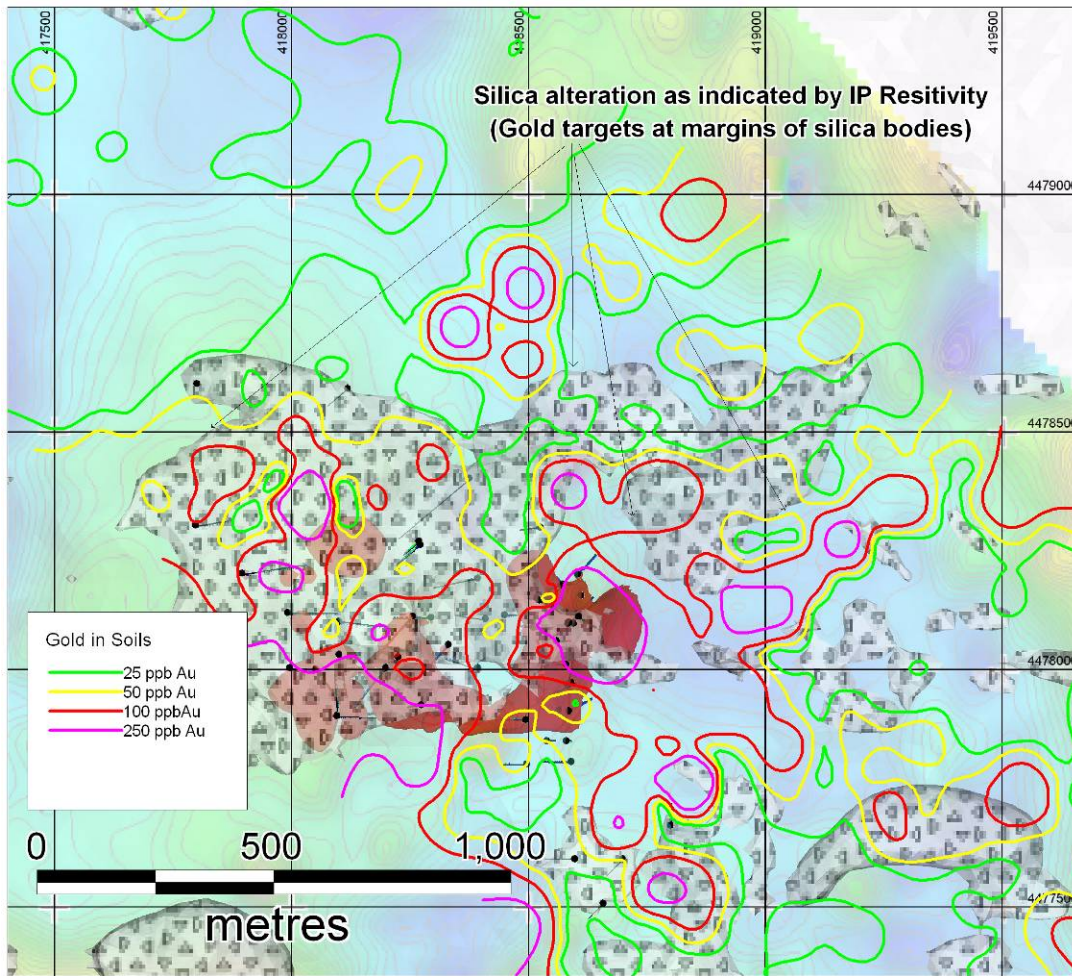 417500
418000
418500
419000
419500
Silica alteration as indicated by IP Resitivity
(Gold targets at margins of silica bodies)
4479000
4478500
4478000
4477500
Gold in Soils
25 ppb Au
50 ppb Au
100 ppbAu
250 ppb Au
0 500 1,000
metres